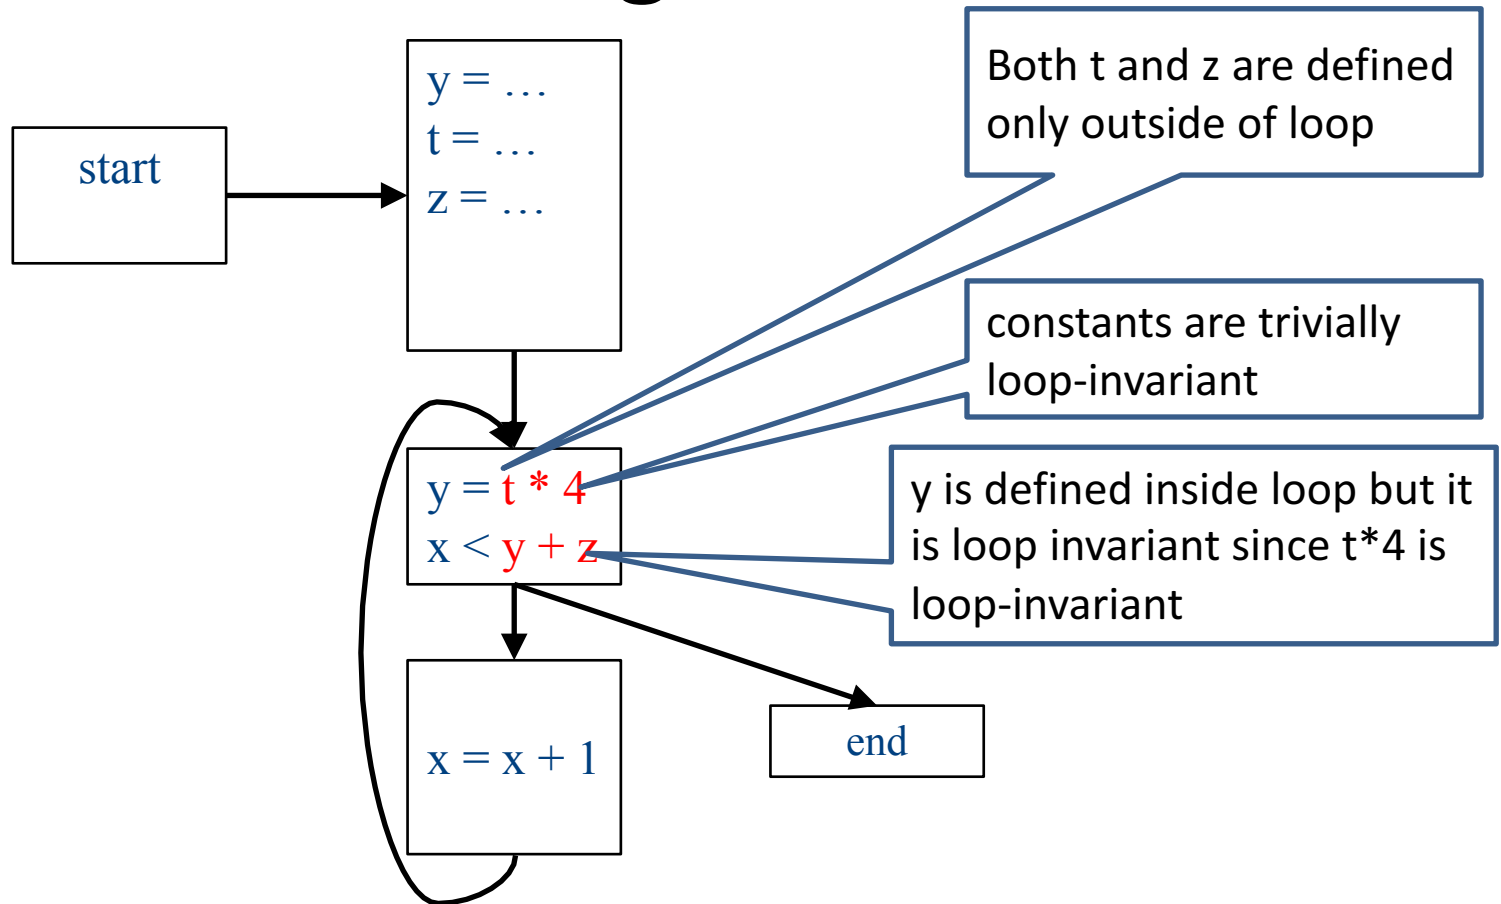 start
y = …
t = …
z = …
Both t and z are defined
only outside of loop
constants are trivially
loop-invariant
y = t * 4
x < y + z
y is defined inside loop but it
is loop invariant since t*4 is
loop-invariant
x = x + 1
end